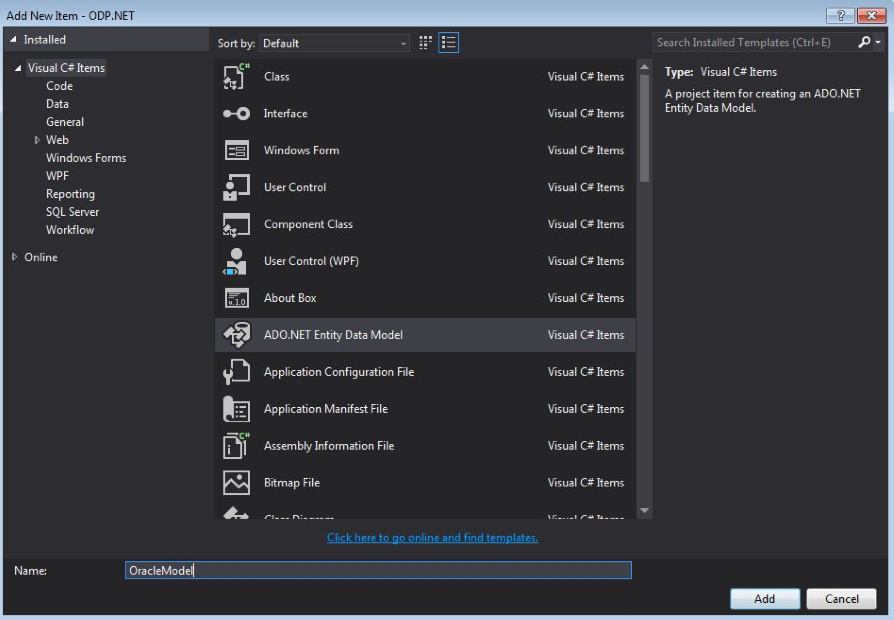 Add New Item - ODP.NET
Installed
Sort by: Default
Search Installed Templates (Ctrl+E)
Visual C# Items
Code
Data
General
Web
Windows Forms
WPF
Reporting
SQL Server
Workflow
Online
Class Visual C# Items
Interface Visual C# Items
Windows Form Visual C# Items
User Control Visual C# Items
Component Class Visual C# Items
User Control (WPF) Visual C# Items
About Box Visual C# Items
ADO.NET Entity Data Model Visual C# Items
Application Configuration File Visual C# Items
Application Manifest File Visual C# Items
Assembly Information File Visual C# Items
Bitmap File Visual C# Items
Class Diagram Visual C# Items
Type: Visual C# Items
A project item for creating an ADO.NET
Entity Data Model.
Click here to go online and find templates.
Name: OracleModel
Add Cancel